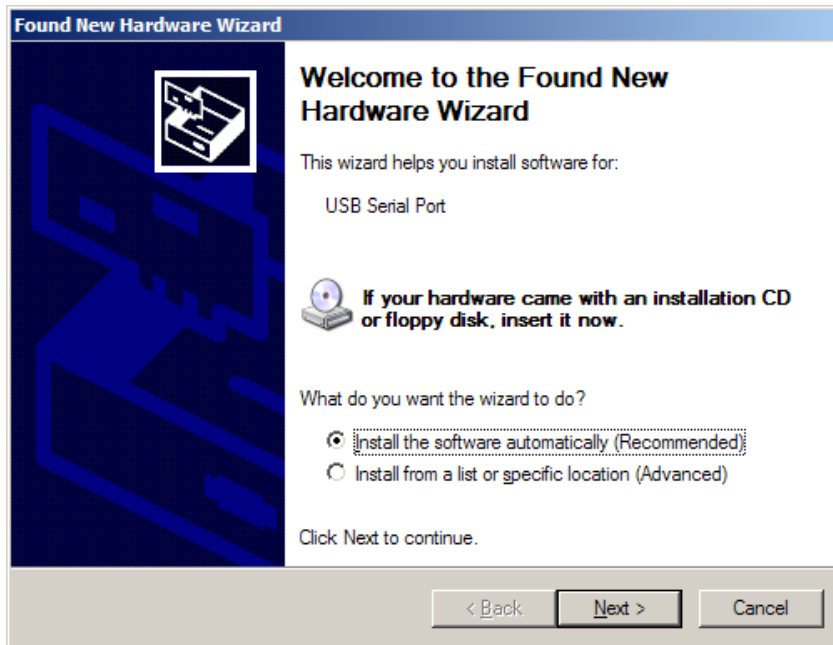 Found New Hardware Wizard
Welcome to the Found New
Hardware Wizard
This wizard helps you install software for:
USB Serial Port
If your hardware came with an installation CD
or floppy disk, insert it now.
What do you want the wizard to do?
Install the software automatically (Recommended)
Install from a list or specific location (Advanced)
Click Next to continue.
< Back
Next >
Cancel